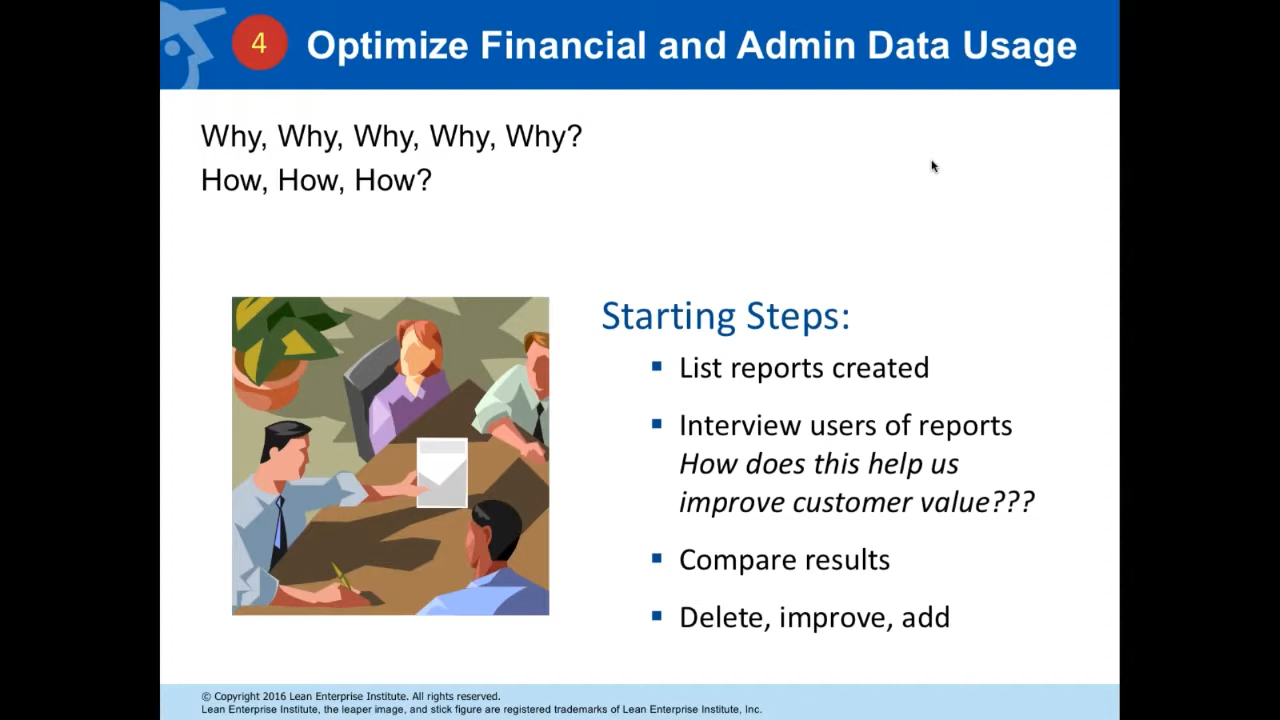 4
Optimize Financial and Admin Data Usage
Why, Why, Why, Why, Why?
How, How, How?
Starting Steps:
▪ List reports created
▪ Interview users of reports
How does this help us
improve customer value???
▪ Compare results
▪ Delete, improve, add
© Copyright 2016 Lean Enterprise Institute. All rights reserved.
Lean Enterprise Institute, the leaper image, and stick figure are registered trademarks of Lean Enterprise Institute, Inc.